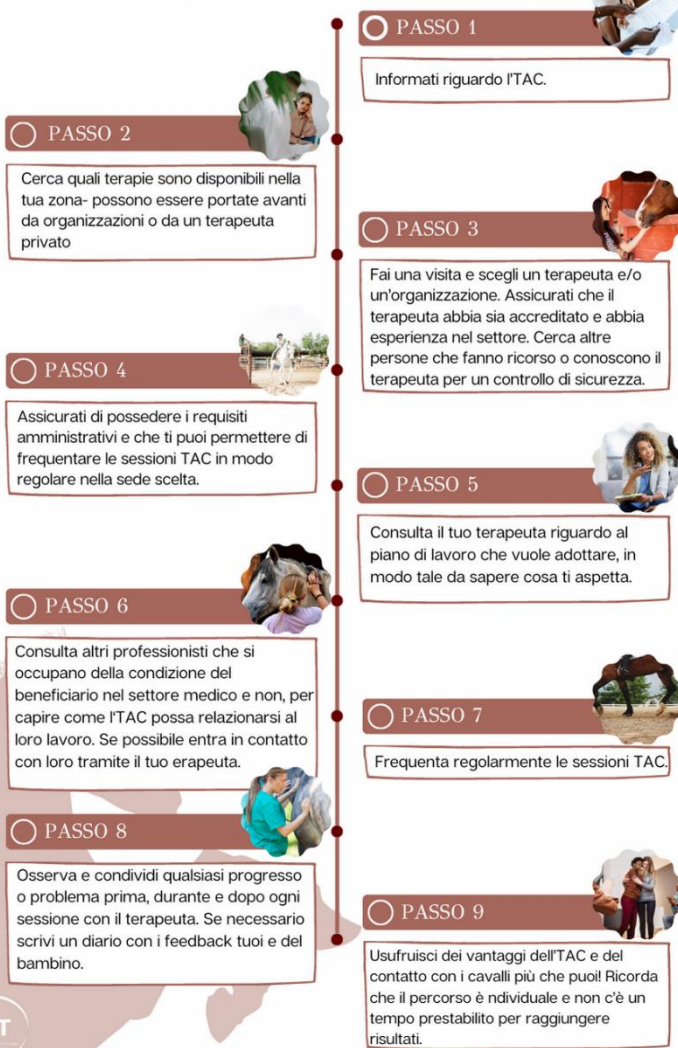 PASSO 1
Informati riguardo l'TAC.
PASSO 2
Cerca quali terapie sono disponibili nella
tua zona- possono essere portate avanti
da organizzazioni o da un terapeuta
privato
PASSO 3
Fai una visita e scegli un terapeuta e/o
un'organizzazione. Assicurati che il
terapeuta abbia sia accreditato e abbia
esperienza nel settore. Cerca altre
persone che fanno ricorso o conoscono il
terapeuta per un controllo di sicurezza.
PASSO 4
Assicurati di possedere i requisiti
amministrativi e che ti puoi permettere di
frequentare le sessioni TAC in modo
regolare nella sede scelta.
PASSO 5
Consulta il tuo terapeuta riguardo al
piano di lavoro che vuole adottare, in
modo tale da sapere cosa ti aspetta.
PASSO 6
Consulta altri professionisti che si
occupano della condizione del
beneficiario nel settore medico e non, per
capire come l'TAC possa relazionarsi al
loro lavoro. Se possibile entra in contatto
con loro tramite il tuo erapeuta.
PASSO 7
Frequenta regolarmente le sessioni TAC.
PASSO 8
Osserva e condividi qualsiasi progresso
o problema prima, durante e dopo ogni
sessione con il terapeuta. Se necessario
scrivi un diario con i feedback tuoi e del
bambino.
PASSO 9
Usufruisci dei vantaggi dell'TAC e del
contatto con i cavalli più che puoi! Ricorda
che il percorso è ndividuale e non c'è un
tempo prestabilito per raggiungere
risultati.
T